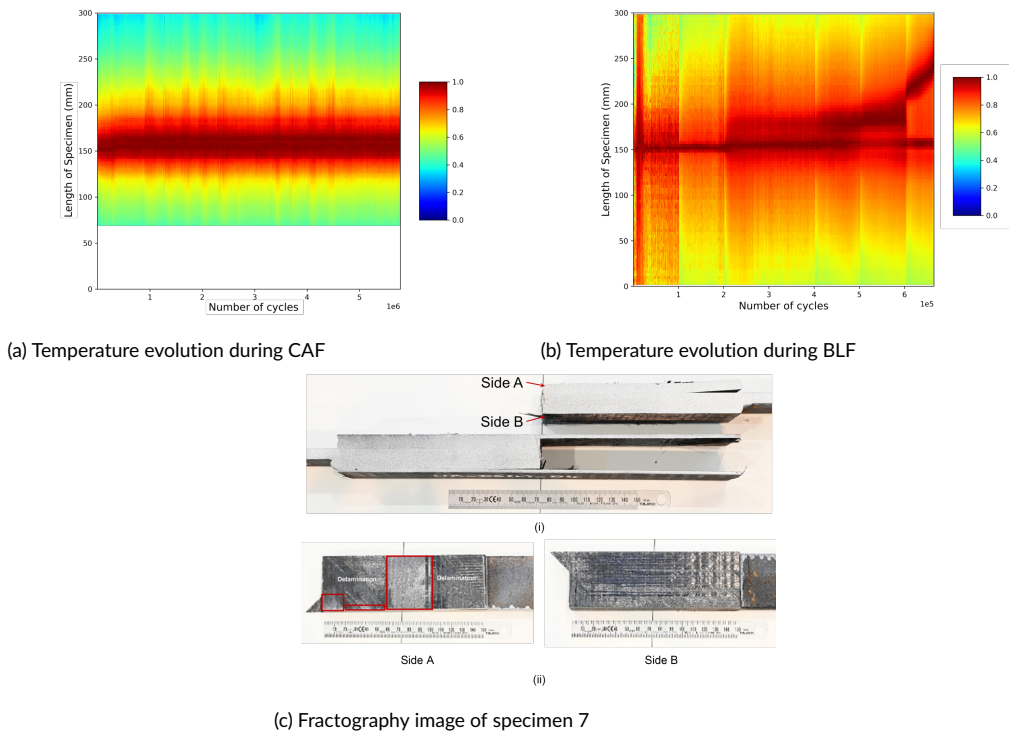 300
250
200
150
100
50
0
Length of Specimen (mm)
1 2 3 4 5
1e6
Number of cycles
1.0
0.8
0.6
0.4
0.2
0.0
300
250
200
150
100
50
0
Length of Specimen (mm)
1 2 3 4 5 6
1e5
Number of cycles
1.0
0.8
0.6
0.4
0.2
0.0
(a) Temperature evolution during CAF
(b) Temperature evolution during BLF
Side A
Side B
(i)
Delamination
Delamination
Side A
Side B
(ii)
(c) Fractography image of specimen 7